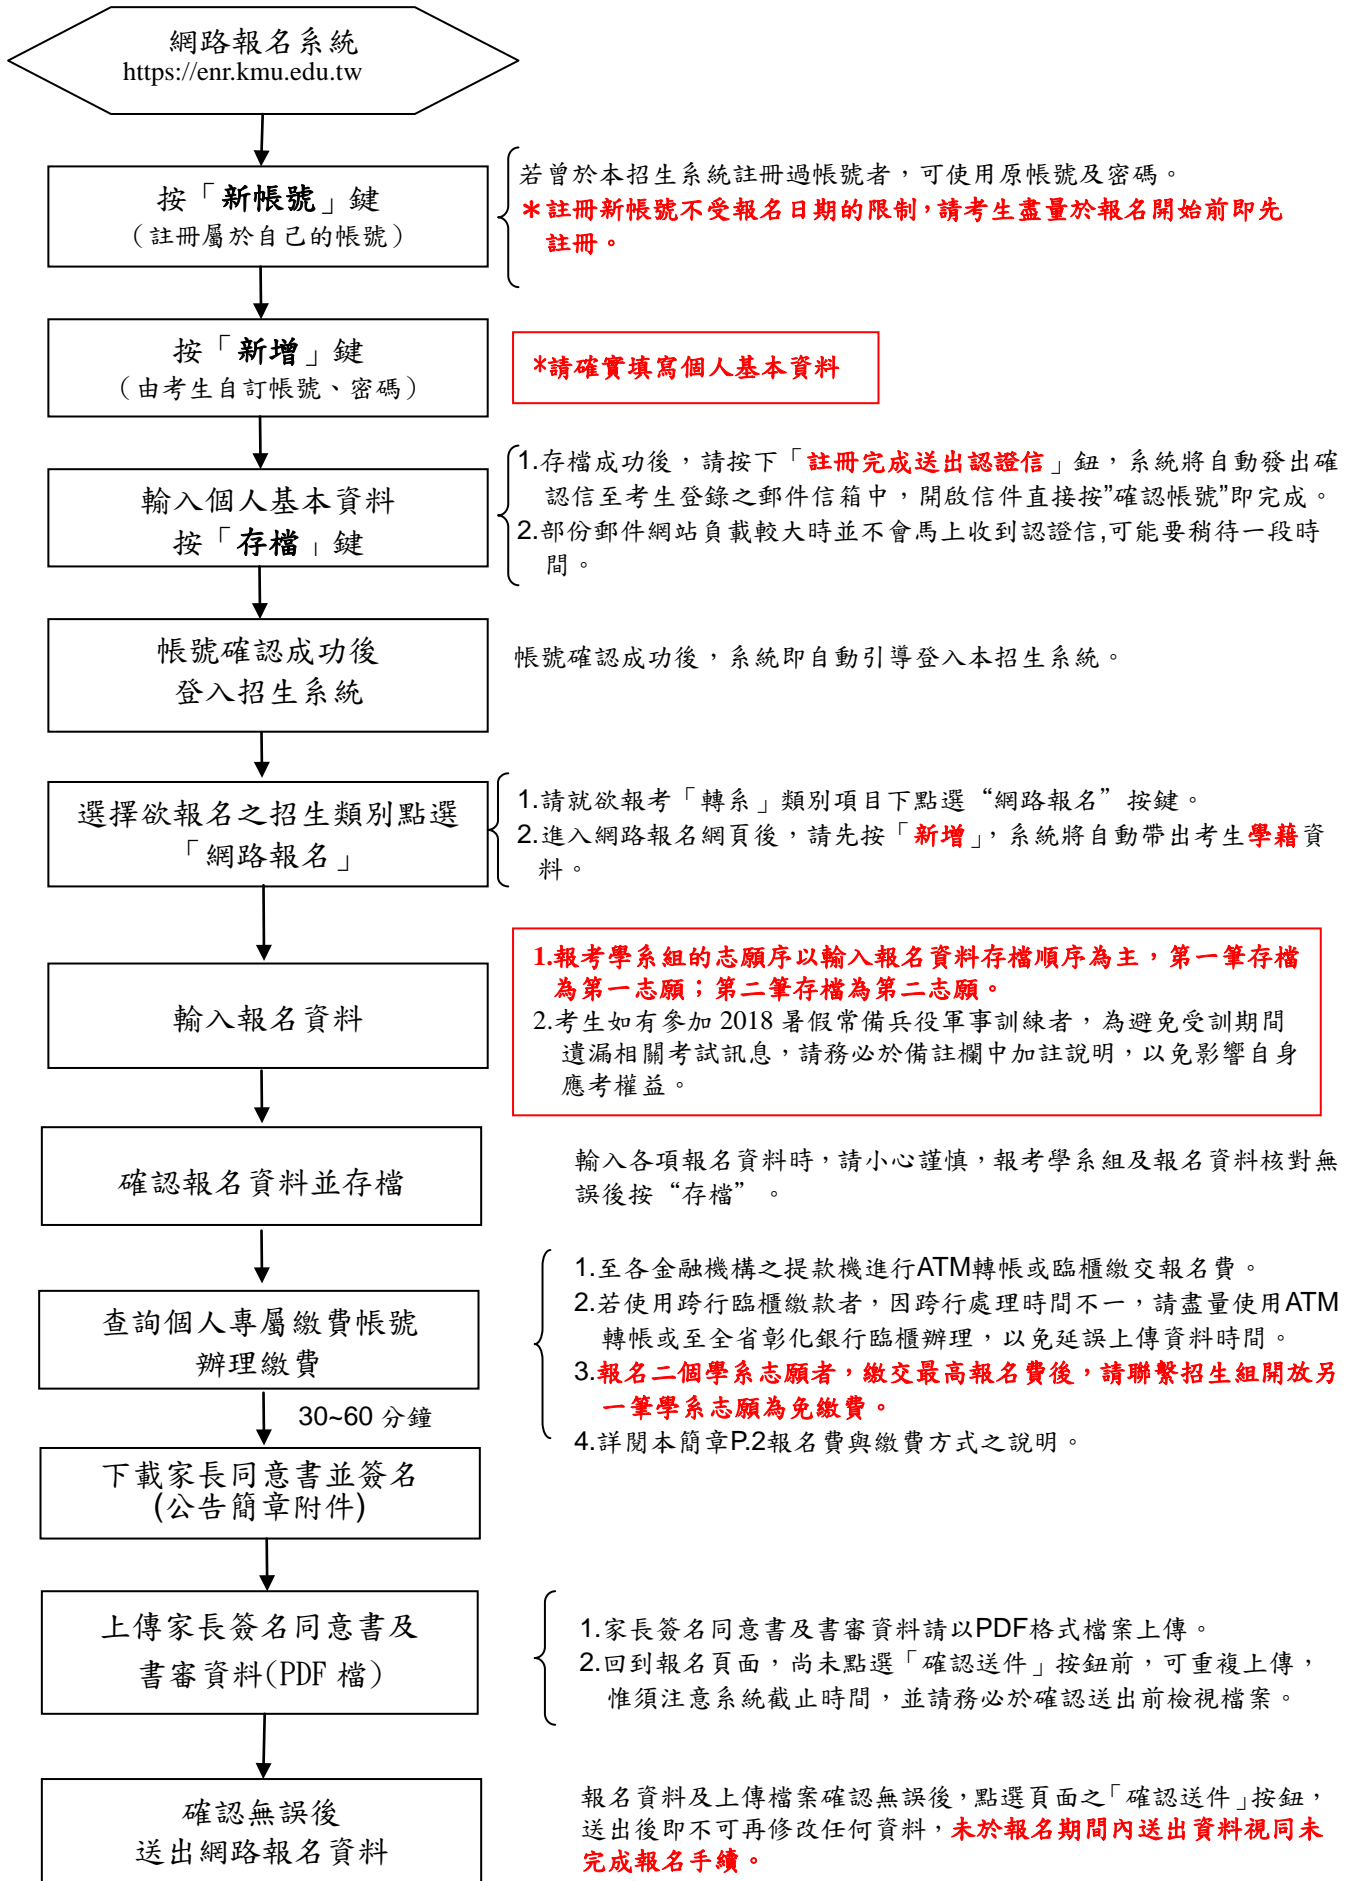 網路報名系統
https://enr.kmu.edu.tw
按「新帳號」鍵
（註冊屬於自己的帳號）
若曾於本招生系統註冊過帳號者，可使用原帳號及密碼。
＊註冊新帳號不受報名日期的限制，請考生盡量於報名開始前即先
註冊。
按「新增」鍵
（由考生自訂帳號、密碼）
*請確實填寫個人基本資料
輸入個人基本資料
按「存檔」鍵
1.存檔成功後，請按下「註冊完成送出認證信」鈕，系統將自動發出確
認信至考生登錄之郵件信箱中，開啟信件直接按”確認帳號”即完成。
2.部份郵件網站負載較大時並不會馬上收到認證信,可能要稍待一段時
間。
帳號確認成功後
登入招生系統
帳號確認成功後，系統即自動引導登入本招生系統。
選擇欲報名之招生類別點選
「網路報名」
1.請就欲報考「轉系」類別項目下點選“網路報名”按鍵。
2.進入網路報名網頁後，請先按「新增」，系統將自動帶出考生學藉資
料。
輸入報名資料
1.報考學系組的志願序以輸入報名資料存檔順序為主，第一筆存檔
為第一志願；第二筆存檔為第二志願。
2.考生如有參加 2018 暑假常備兵役軍事訓練者，為避免受訓期間
遺漏相關考試訊息，請務必於備註欄中加註說明，以免影響自身
應考權益。
確認報名資料並存檔
輸入各項報名資料時，請小心謹慎，報考學系組及報名資料核對無
誤後按“存檔”。
查詢個人專屬繳費帳號
辦理繳費
1.至各金融機構之提款機進行ATM轉帳或臨櫃繳交報名費。
2.若使用跨行臨櫃繳款者，因跨行處理時間不一，請盡量使用ATM
轉帳或至全省彰化銀行臨櫃辦理，以免延誤上傳資料時間。
3.報名二個學系志願者，繳交最高報名費後，請聯繫招生組開放另
一筆學系志願為免繳費。
4.詳閱本簡章P.2報名費與繳費方式之說明。
30~60 分鐘
下載家長同意書並簽名
(公告簡章附件)
上傳家長簽名同意書及
書審資料(PDF 檔)
1.家長簽名同意書及書審資料請以PDF格式檔案上傳。
2.回到報名頁面，尚未點選「確認送件」按鈕前，可重複上傳，
惟須注意系統截止時間，並請務必於確認送出前檢視檔案。
確認無誤後
送出網路報名資料
報名資料及上傳檔案確認無誤後，點選頁面之「確認送件」按鈕，
送出後即不可再修改任何資料，未於報名期間內送出資料視同未
完成報名手續。